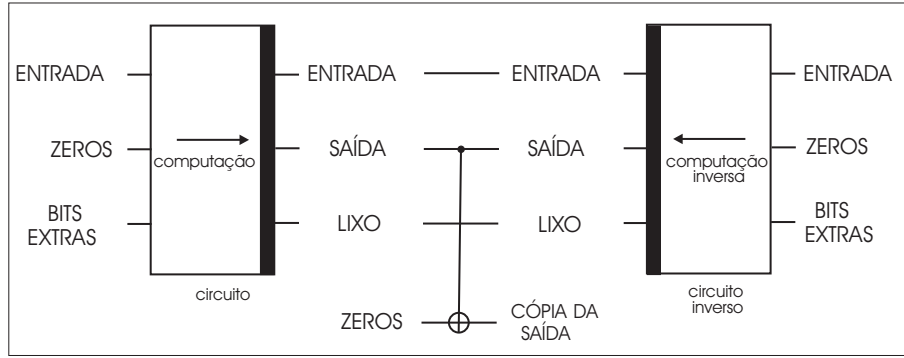 ENTRADA
ENTRADA
ENTRADA
ENTRADA
ZEROS
computação
SAÍDA
SAÍDA
computação
inversa
ZEROS
BITS
EXTRAS
LIXO
LIXO
BITS
EXTRAS
circuito
circuito
inverso
ZEROS
CÓPIA DA
SAÍDA